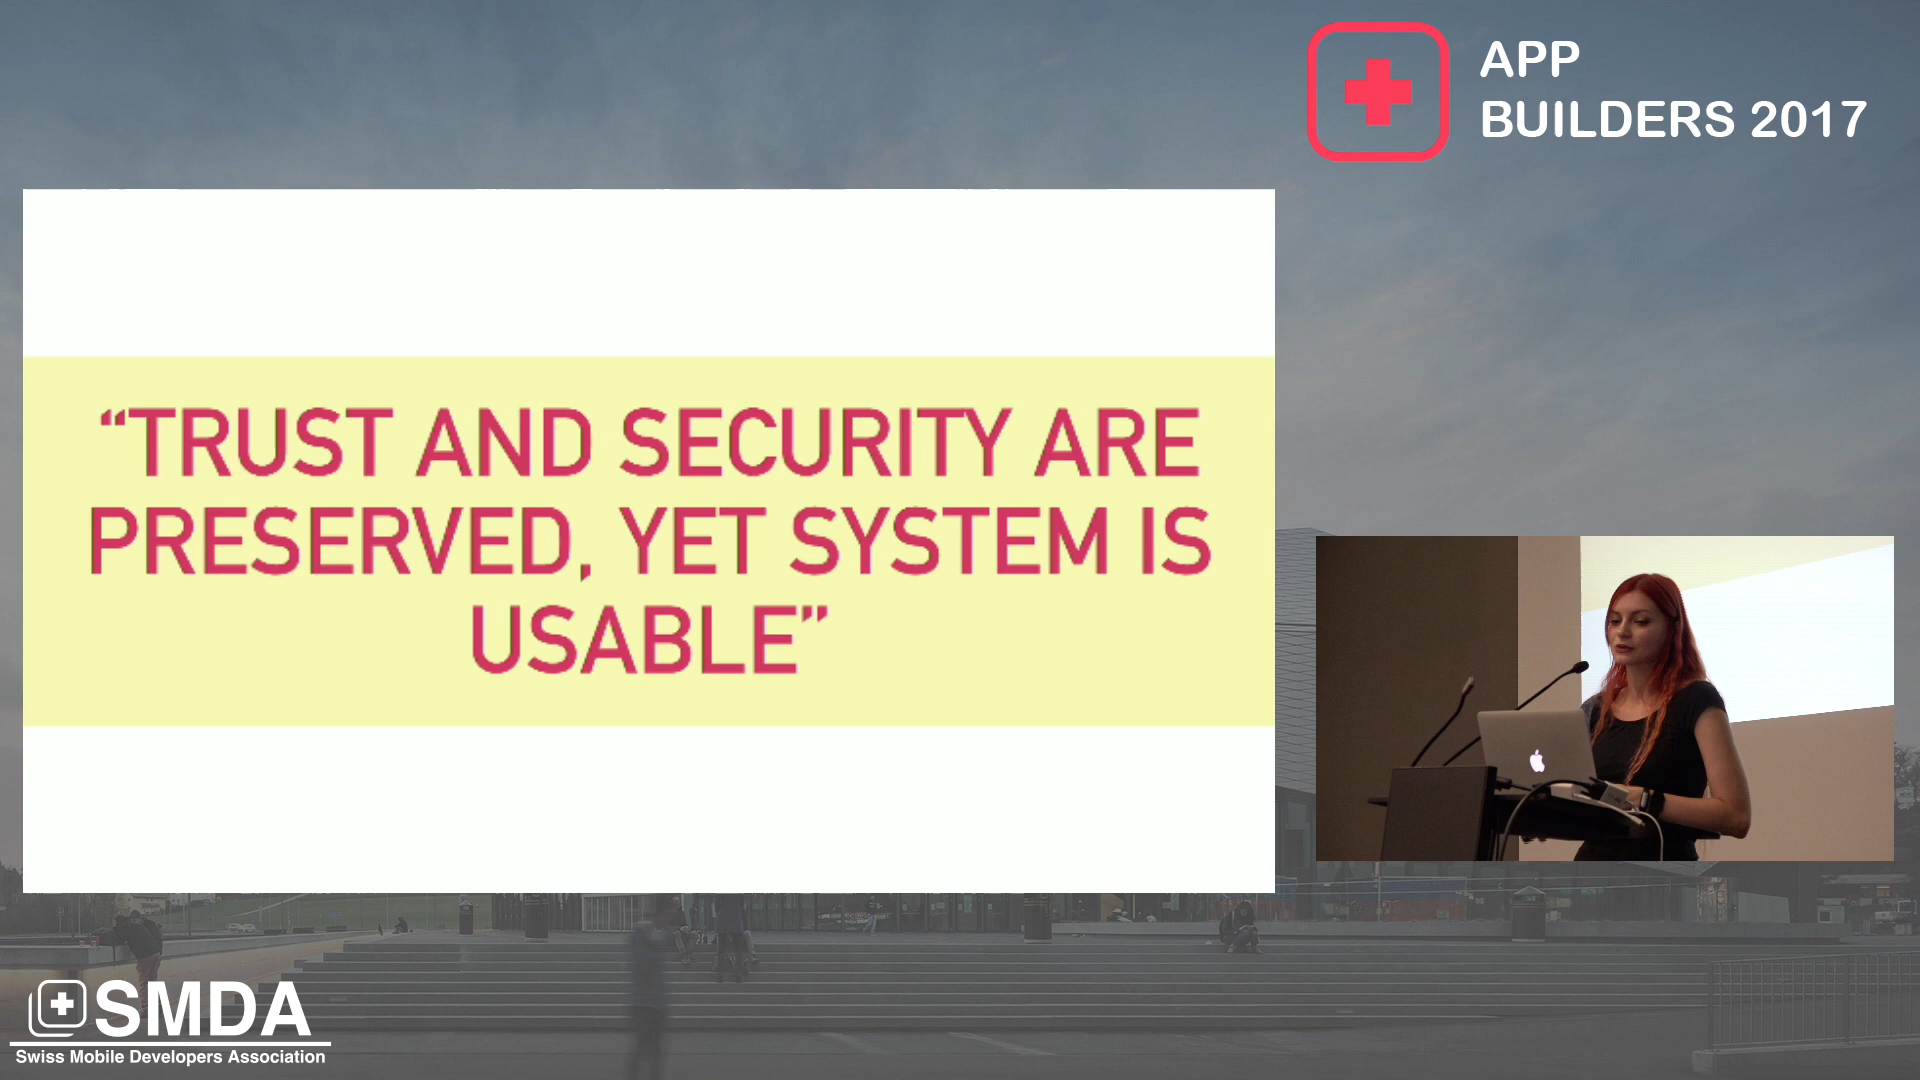 APP
BUILDERS 2017
“TRUST AND SECURITY ARE
PRESERVED, YET SYSTEM IS
USABLE”
SMDA
Swiss Mobile Developers Association